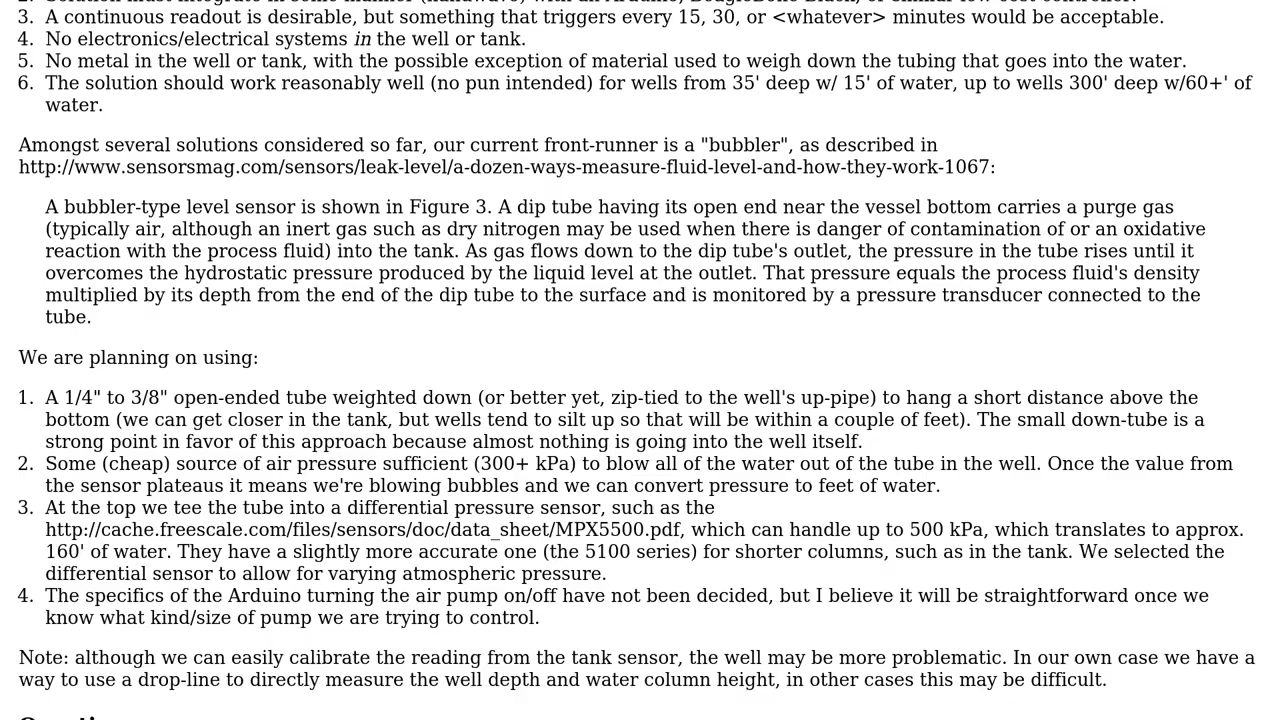 3. A continuous readout is desirable, but something that triggers every 15, 30, or <whatever> minutes would be acceptable.
4. No electronics/electrical systems in the well or tank.
5. No metal in the well or tank, with the possible exception of material used to weigh down the tubing that goes into the water.
6. The solution should work reasonably well (no pun intended) for wells from 35' deep w/ 15' of water, up to wells 300' deep w/60+' of
water.
Amongst several solutions considered so far, our current front-runner is a "bubbler", as described in
http://www.sensorsmag.com/sensors/leak-level/a-dozen-ways-measure-fluid-level-and-how-they-work-1067:
A bubbler-type level sensor is shown in Figure 3. A dip tube having its open end near the vessel bottom carries a purge gas
(typically air, although an inert gas such as dry nitrogen may be used when there is danger of contamination of or an oxidative
reaction with the process fluid) into the tank. As gas flows down to the dip tube's outlet, the pressure in the tube rises until it
overcomes the hydrostatic pressure produced by the liquid level at the outlet. That pressure equals the process fluid's density
multiplied by its depth from the end of the dip tube to the surface and is monitored by a pressure transducer connected to the
tube.
We are planning on using:
1. A 1/4" to 3/8" open-ended tube weighted down (or better yet, zip-tied to the well's up-pipe) to hang a short distance above the
bottom (we can get closer in the tank, but wells tend to silt up so that will be within a couple of feet). The small down-tube is a
strong point in favor of this approach because almost nothing is going into the well itself.
2. Some (cheap) source of air pressure sufficient (300+ kPa) to blow all of the water out of the tube in the well. Once the value from
the sensor plateaus it means we're blowing bubbles and we can convert pressure to feet of water.
3. At the top we tee the tube into a differential pressure sensor, such as the
http://cache.freescale.com/files/sensors/doc/data_sheet/MPX5500.pdf, which can handle up to 500 kPa, which translates to approx.
160' of water. They have a slightly more accurate one (the 5100 series) for shorter columns, such as in the tank. We selected the
differential sensor to allow for varying atmospheric pressure.
4. The specifics of the Arduino turning the air pump on/off have not been decided, but I believe it will be straightforward once we
know what kind/size of pump we are trying to control.
Note: although we can easily calibrate the reading from the tank sensor, the well may be more problematic. In our own case we have a
way to use a drop-line to directly measure the well depth and water column height, in other cases this may be difficult.